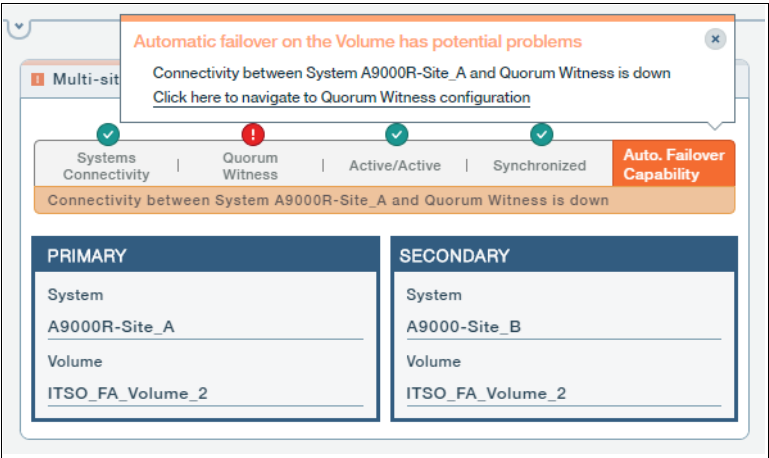 Automatic failover on the Volume has potential problems
Connectivity between System A9000R-Site_A and Quorum Witness is down
Click here to navigate to Quorum Witness configuration
Multi-sit
Systems Connectivity | Quorum Witness | Active/Active | Synchronized
Auto. Failover Capability
Connectivity between System A9000R-Site_A and Quorum Witness is down
PRIMARY
System
A9000R-Site_A
Volume
ITSO_FA_Volume_2
SECONDARY
System
A9000-Site_B
Volume
ITSO_FA_Volume_2